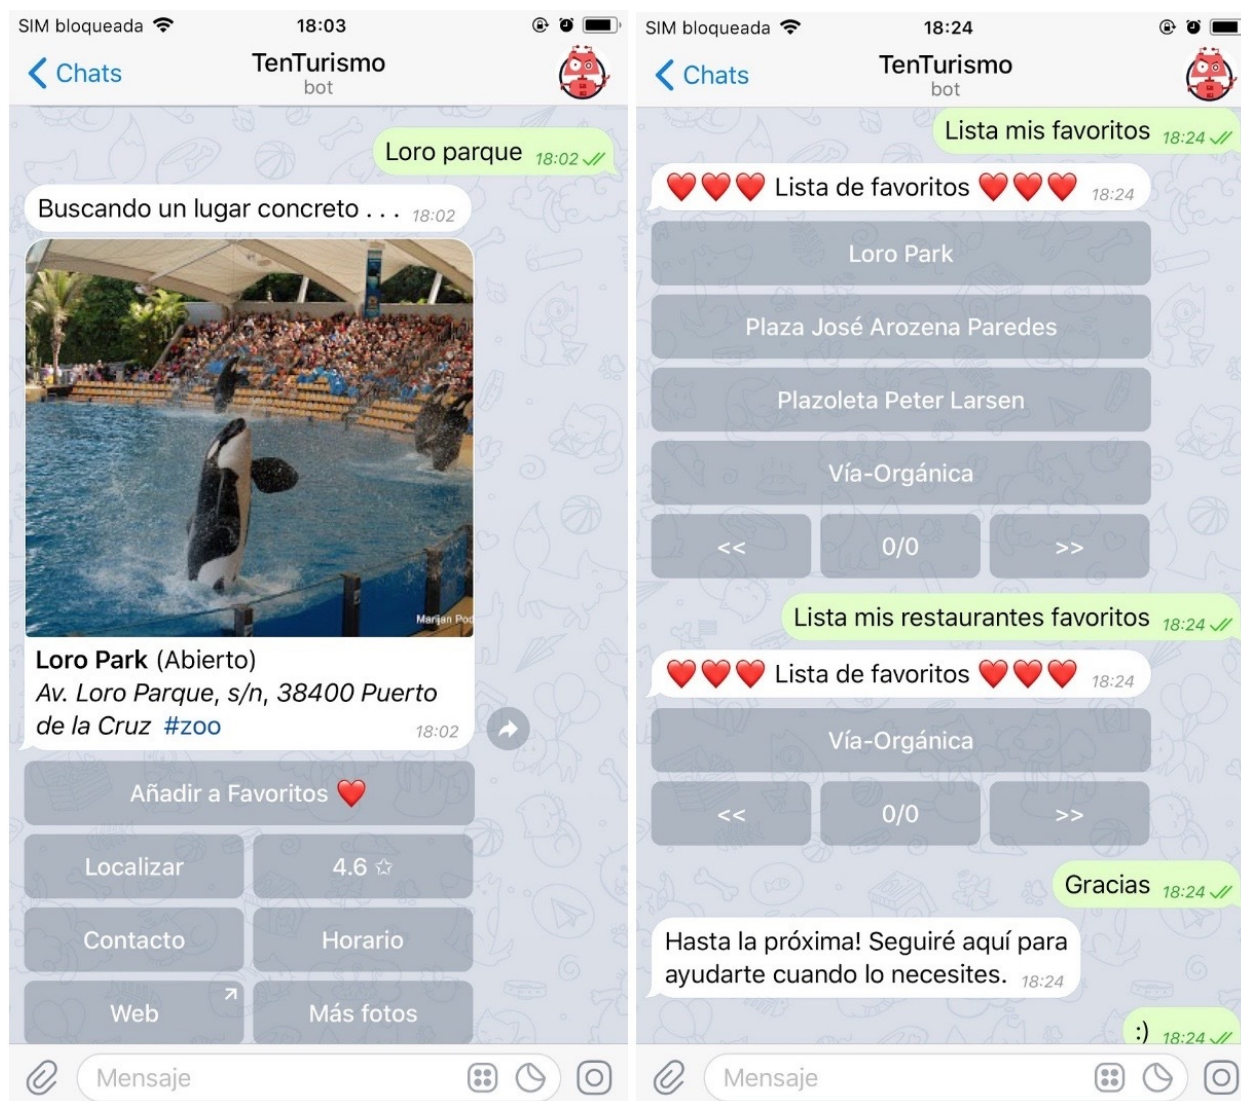 SIM bloqueada 18:03
Chats
TenTurismo
bot
Loro parque 18:02
Buscando un lugar concreto . . . 18:02
Marijan
Loro Park (Abierto)
Av. Loro Parque, s/n, 38400 Puerto
de la Cruz #zoo 18:02
Añadir a Favoritos ❤️
Localizar 4.6 ☆
Contacto Horario
Web Más fotos
Mensaje
SIM bloqueada 18:24
Chats
TenTurismo
bot
Lista mis favoritos 18:24
❤️❤️❤️ Lista de favoritos ❤️❤️❤️ 18:24
Loro Park
Plaza José Arozena Paredes
Plazoleta Peter Larsen
Vía-Orgánica
<< 0/0 >>
Lista mis restaurantes favoritos 18:24
❤️❤️❤️ Lista de favoritos ❤️❤️❤️ 18:24
Vía-Orgánica
<< 0/0 >>
Gracias 18:24
Hasta la próxima! Seguiré aquí para
ayudarte cuando lo necesites. 18:24
:) 18:24
Mensaje